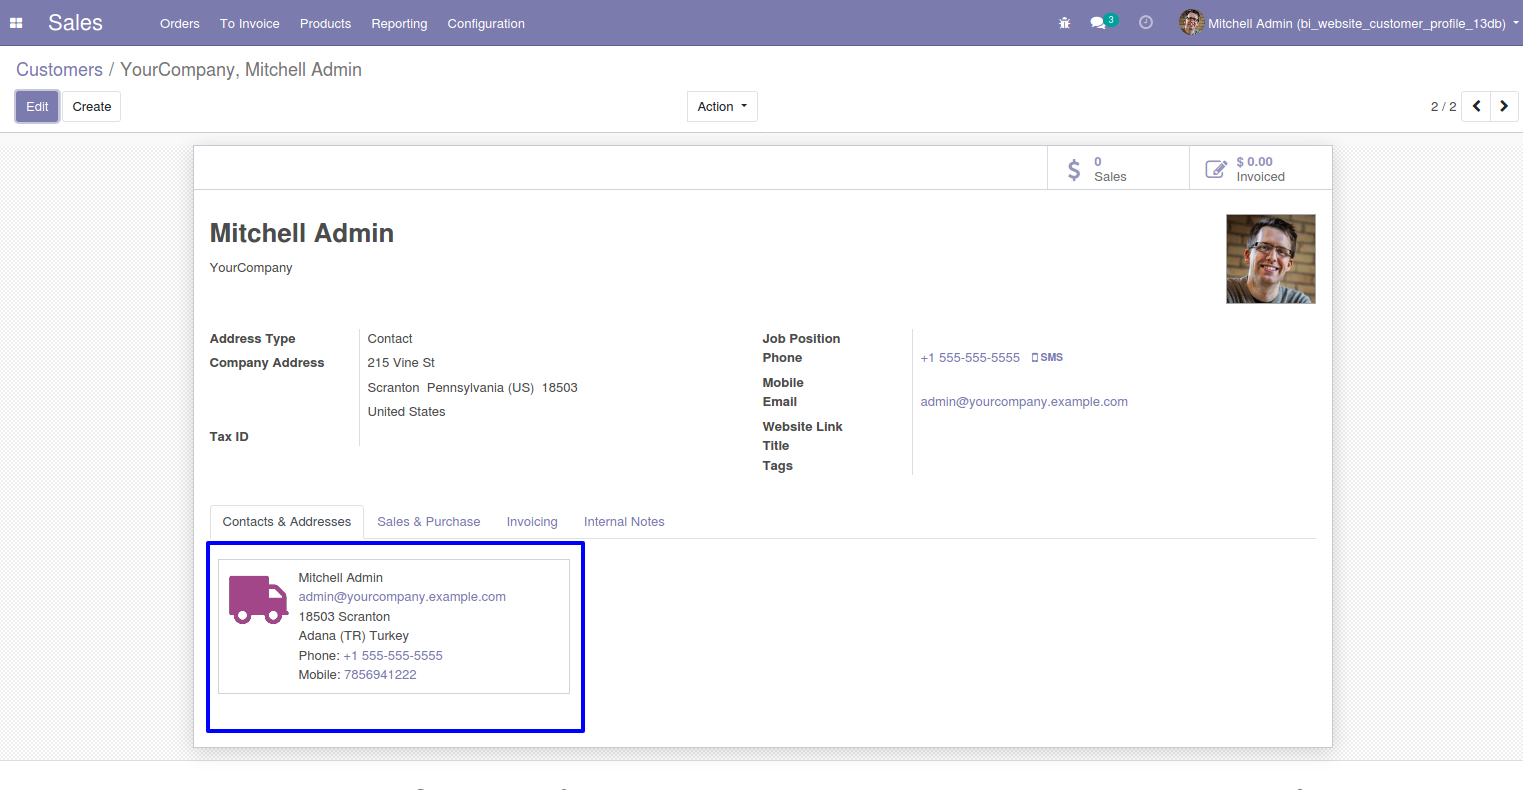 Sales Orders To Invoice Products Reporting Configuration 3 Mitchell Admin (bi_website_customer_profile_13db)
Customers / YourCompany, Mitchell Admin
Edit Create Action 2 / 2
0
Sales
$ 0.00
Invoiced
Mitchell Admin
YourCompany
Address Type Contact
Company Address 215 Vine St
Scranton Pennsylvania (US) 18503
United States
Tax ID
Job Position
Phone +1 555-555-5555 SMS
Mobile
Email admin@yourcompany.example.com
Website Link
Title
Tags
Contacts & Addresses Sales & Purchase Invoicing Internal Notes
Mitchell Admin
admin@yourcompany.example.com
18503 Scranton
Adana (TR) Turkey
Phone: +1 555-555-5555
Mobile: 7856941222